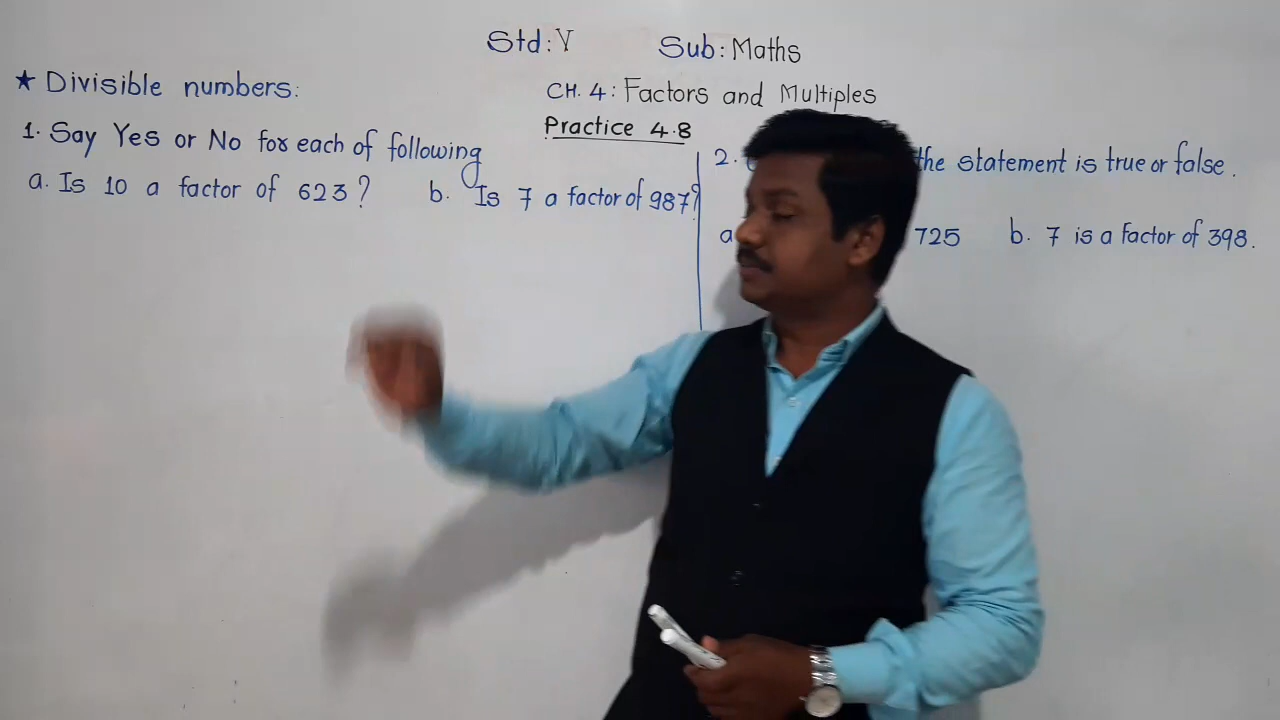 Std: V Sub: Maths
★ Divisible numbers:
CH. 4: Factors and Multiples
Practice 4.8
1. Say Yes or No for each of following
a. Is 10 a factor of 623? b. Is 7 a factor of 987?
2. the statement is true or false.
a 725 b. 7 is a factor of 398.